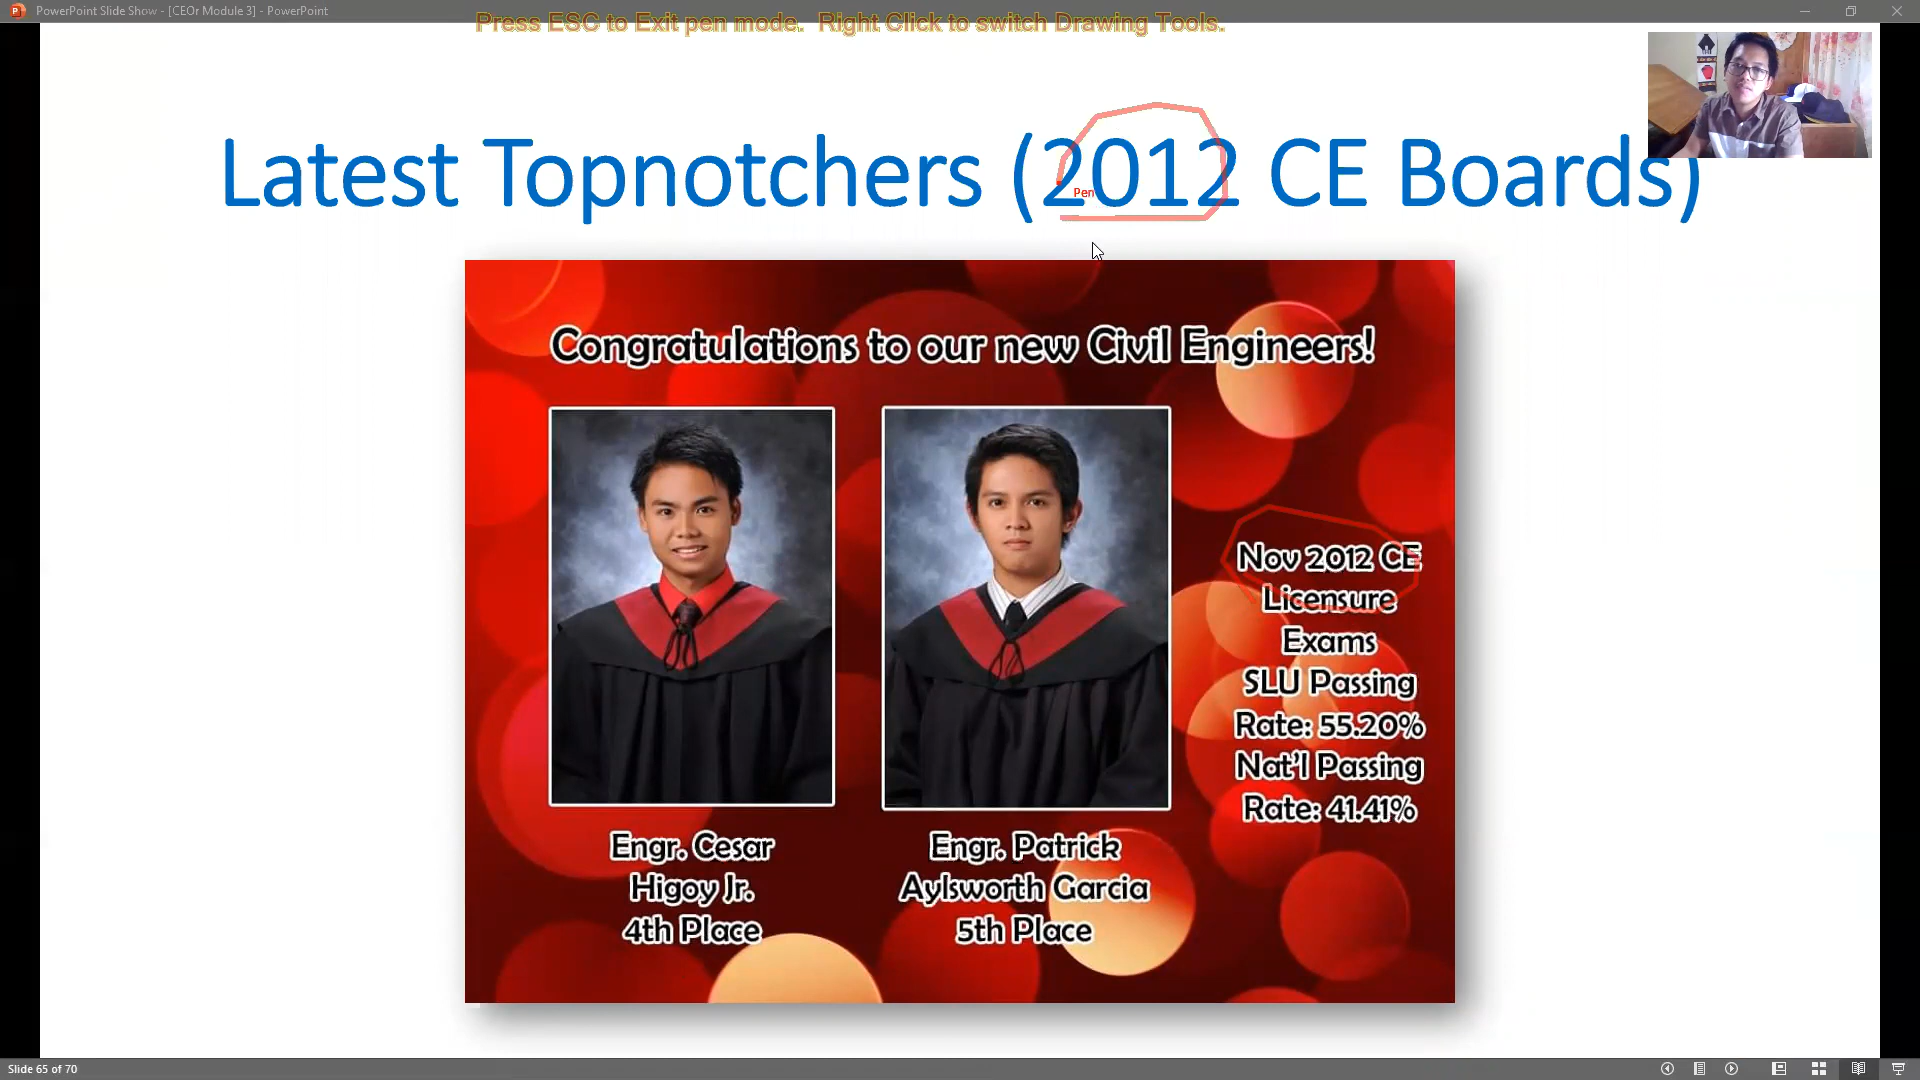 PowerPoint Slide Show - [CEOr Module 3] - PowerPoint
Press ESC to Exit pen mode. Right Click to switch Drawing Tools.
Latest Topnotchers (2012 CE Boards)
Pen
Congratulations to our new Civil Engineers!
Nov 2012 CE
Licensure
Exams
SLU Passing
Rate: 55.20%
Nat'l Passing
Rate: 41.41%
Engr. Cesar
Higoy Jr.
4th Place
Engr. Patrick
Aylsworth Garcia
5th Place
Slide 65 of 70